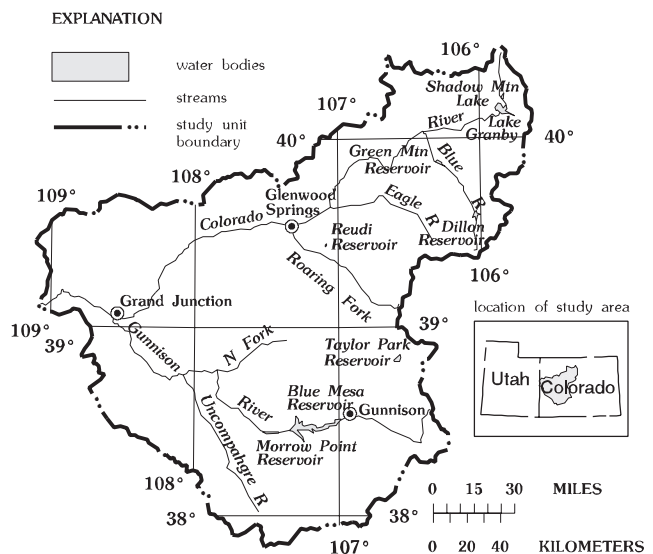 EXPLANATION
water bodies
streams
study unit
boundary
106°
107°
Shadow Mtn
Lake
River
Lake
Granby
40°
40°
Green Mtn
Reservoir
Blue
R
109°
108°
Glenwood
Springs
Colorado
Eagle
R
Reudi
Reservoir
Dillon
Reservoir
106°
Roaring
Fork
Grand Junction
109°
39°
Gunnison
N Fork
39°
Taylor Park
Reservoir
Blue Mesa
Reservoir
Gunnison
River
Uncompahgre R
Morrow Point
Reservoir
108°
38°
38°
107°
location of study area
Utah
Colorado
0 15 30 MILES
0 20 40 KILOMETERS